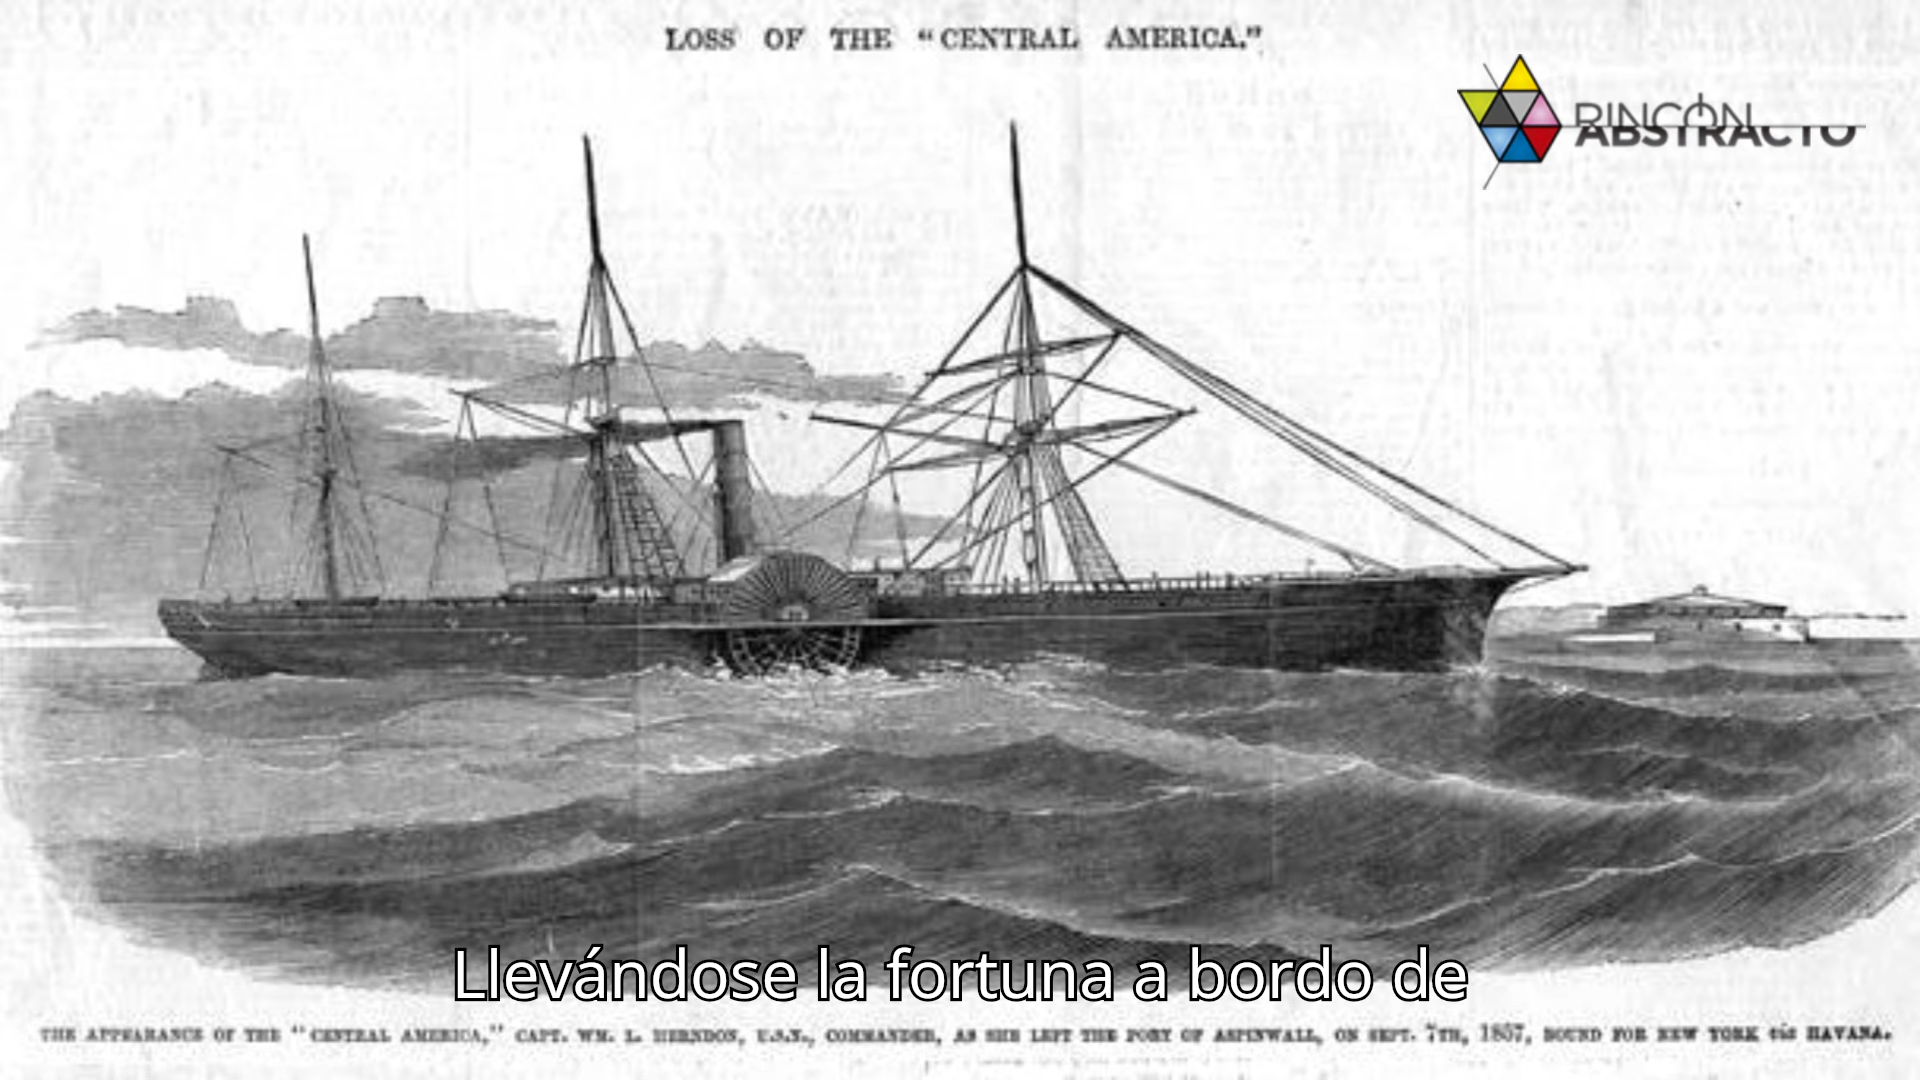 LOSS OF THE “CENTRAL AMERICA.”
RINCÓN
ABSTRACTO
Llevándose la fortuna a bordo de
THE APPEARANCE OF THE “CENTRAL AMERICA,” CAPT. WM. L. HERNDON, U.S.N., COMMANDER, AS SHE LEFT THE PORT OF ASPINWALL, ON SEPT. 7TH, 1857, BOUND FOR NEW YORK via HAVANA.